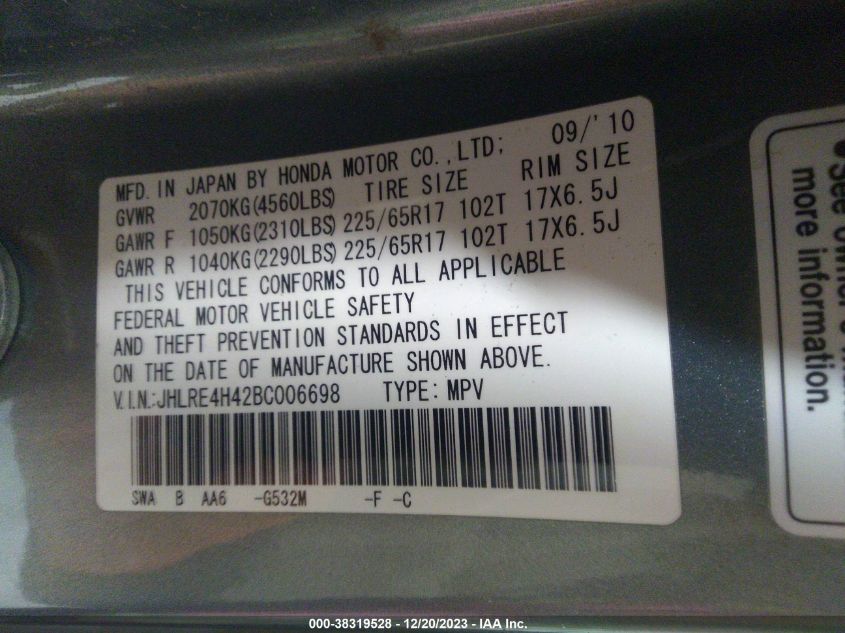 MFD. IN JAPAN BY HONDA MOTOR CO.,LTD; 09/'10
GVWR 2070KG(4560LBS) TIRE SIZE RIM SIZE
GAWR F 1050KG(2310LBS) 225/65R17 102T 17X6.5J
GAWR R 1040KG(2290LBS) 225/65R17 102T 17X6.5J
THIS VEHICLE CONFORMS TO ALL APPLICABLE
FEDERAL MOTOR VEHICLE SAFETY
AND THEFT PREVENTION STANDARDS IN EFFECT
ON THE DATE OF MANUFACTURE SHOWN ABOVE.
V.I.N.:JHLRE4H42BC006698 TYPE: MPV
SWA B AA6 -G532M -F -C
•See owner's
more information.
000-38319528 - 12/20/2023 - IAA Inc.